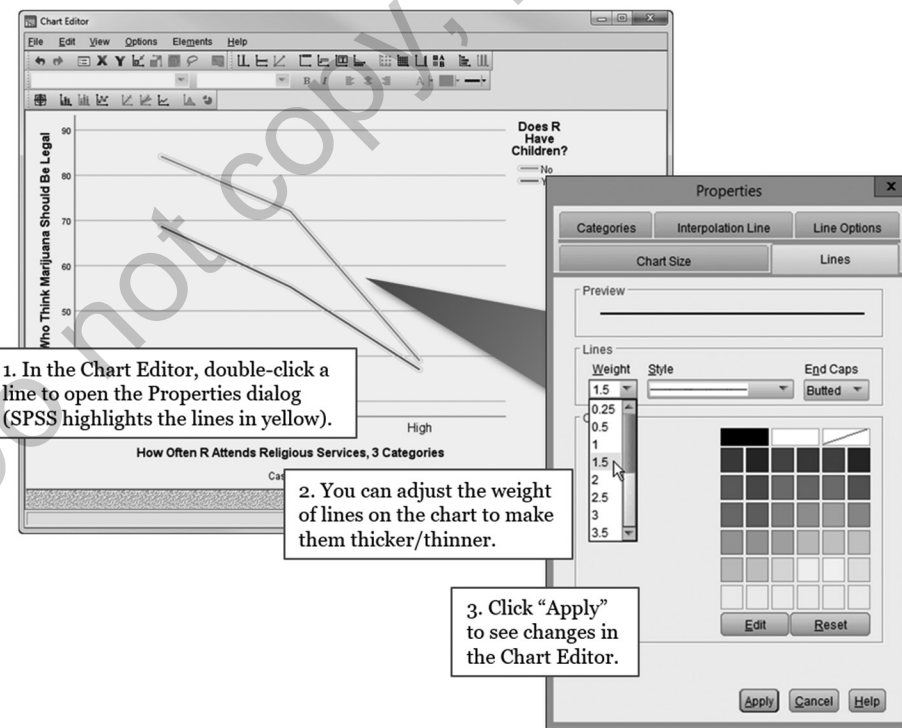 Do not copy,
Chart Editor
File Edit View Options Elements Help
X Y
B I
A
Who Think Marijuana Should Be Legal
90
80
70
60
50
Does R
Have
Children?
No
Y
High
How Often R Attends Religious Services, 3 Categories
Cas
1. In the Chart Editor, double-click a
line to open the Properties dialog
(SPSS highlights the lines in yellow).
2. You can adjust the weight
of lines on the chart to make
them thicker/thinner.
3. Click “Apply”
to see changes in
the Chart Editor.
Properties
x
Categories Interpolation Line Line Options
Chart Size Lines
Preview
Lines
Weight Style End Caps
1.5 Butted
0.25
0.5
1
1.5
2
2.5
3
3.5
C
Edit Reset
Apply Cancel Help